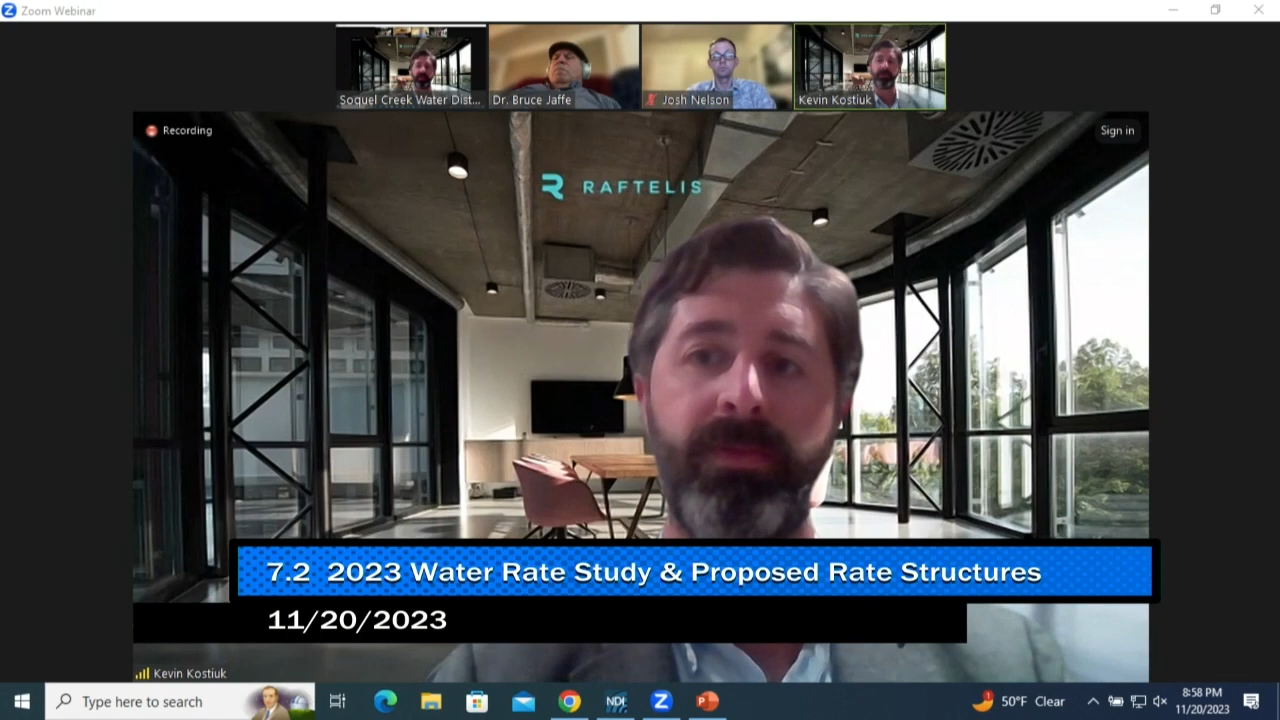 Zoom Webinar
Soquel Creek Water Dist...
Dr. Bruce Jaffe
Josh Nelson
Kevin Kostiuk
Recording
Sign in
RAFTELIS
7.2 2023 Water Rate Study & Proposed Rate Structures
11/20/2023
Kevin Kostiuk
Type here to search
NDI
1
50°F Clear
8:58 PM
11/20/2023